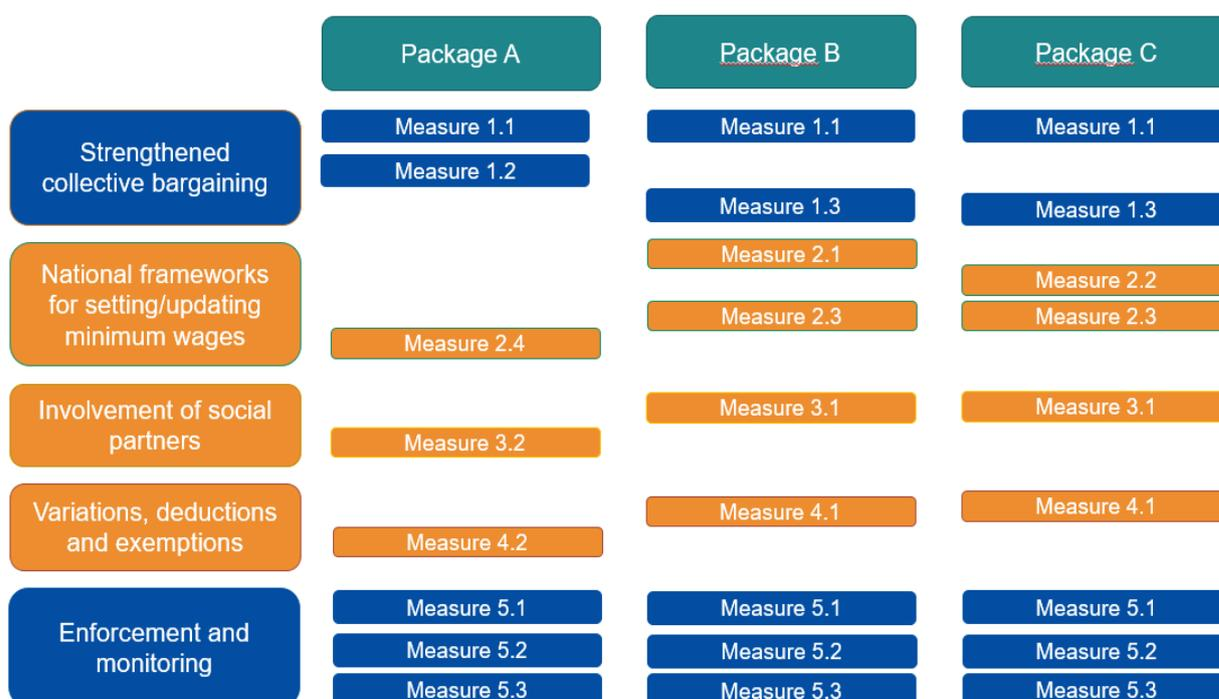 Package A
Package B
Package C
Strengthened
collective bargaining
Measure 1.1
Measure 1.1
Measure 1.1
Measure 1.2
Measure 1.3
Measure 1.3
National frameworks
for setting/updating
minimum wages
Measure 2.1
Measure 2.2
Measure 2.3
Measure 2.3
Measure 2.4
Involvement of social
partners
Measure 3.1
Measure 3.1
Measure 3.2
Variations, deductions
and exemptions
Measure 4.1
Measure 4.1
Measure 4.2
Enforcement and
monitoring
Measure 5.1
Measure 5.1
Measure 5.1
Measure 5.2
Measure 5.2
Measure 5.2
Measure 5.3
Measure 5.3
Measure 5.3